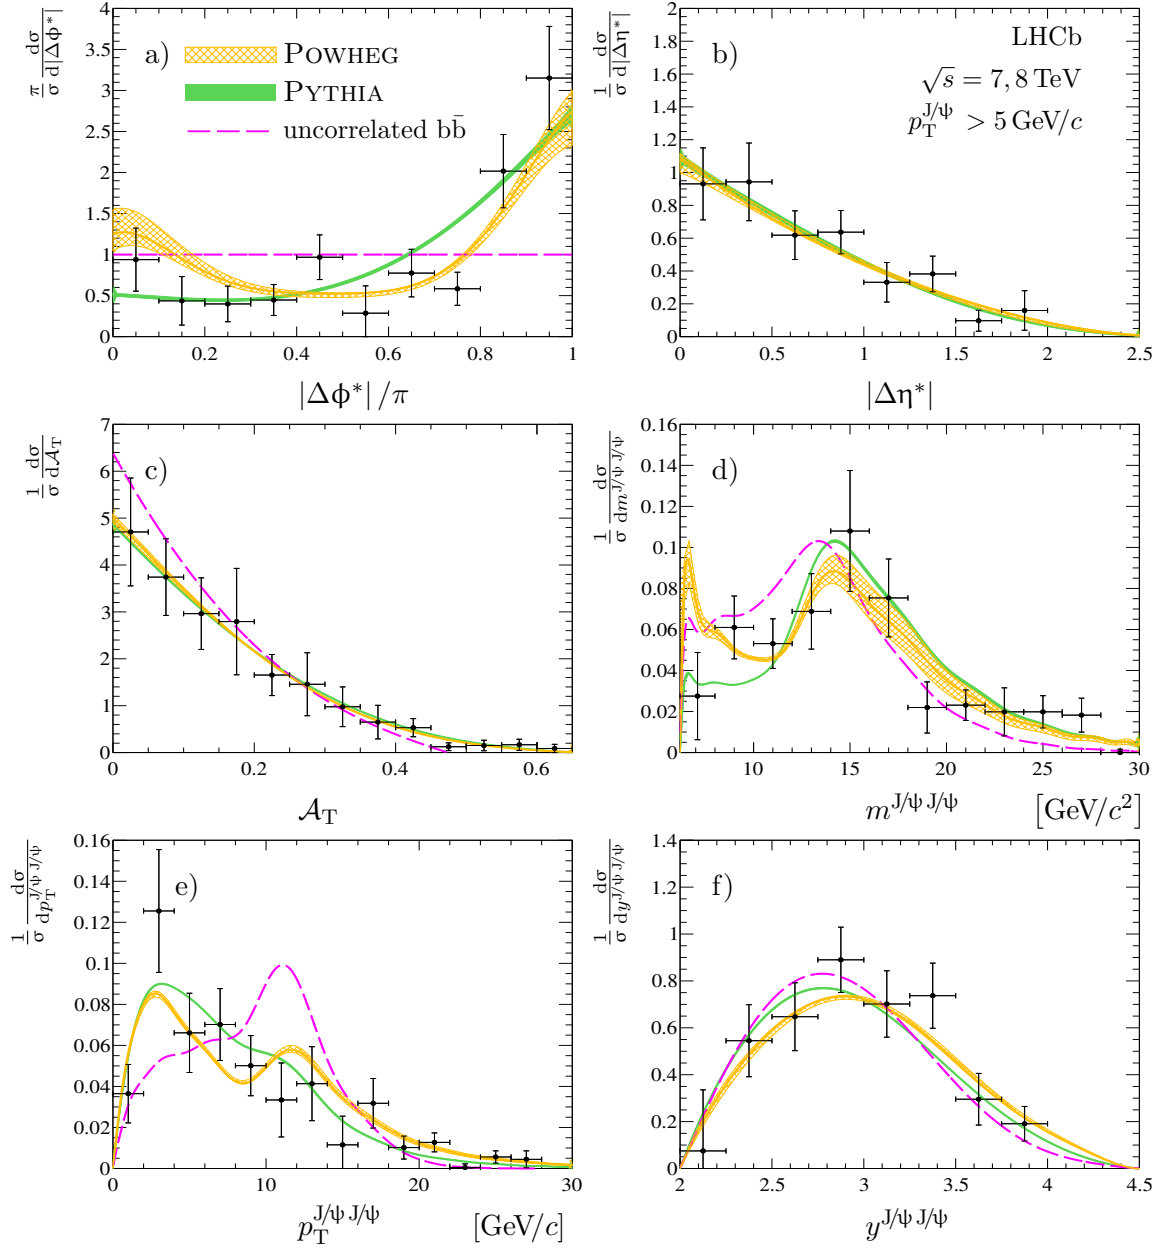 π/σ dσ/d|Δϕ*|
a)
POWHEG
PYTHIA
uncorrelated bb̄
4
3.5
3
2.5
2
1.5
1
0.5
0
0 0.2 0.4 0.6 0.8 1
|Δϕ*|/π
1/σ dσ/d|Δη*|
b)
LHCb
√s = 7, 8 TeV
p_T^{J/ψ} > 5 GeV/c
2
1.8
1.6
1.4
1.2
1
0.8
0.6
0.4
0.2
0
0 0.5 1 1.5 2 2.5
|Δη*|
1/σ dσ/d𝒜_T
c)
7
6
5
4
3
2
1
0
0 0.2 0.4 0.6
𝒜_T
1/σ dσ/dm^{J/ψ J/ψ}
d)
0.16
0.14
0.12
0.1
0.08
0.06
0.04
0.02
0
10 15 20 25 30
m^{J/ψ J/ψ} [GeV/c²]
1/σ dσ/dp_T^{J/ψ J/ψ}
e)
0.16
0.14
0.12
0.1
0.08
0.06
0.04
0.02
0
0 10 20 30
p_T^{J/ψ J/ψ} [GeV/c]
1/σ dσ/dy^{J/ψ J/ψ}
f)
1.4
1.2
1
0.8
0.6
0.4
0.2
0
2 2.5 3 3.5 4 4.5
y^{J/ψ J/ψ}